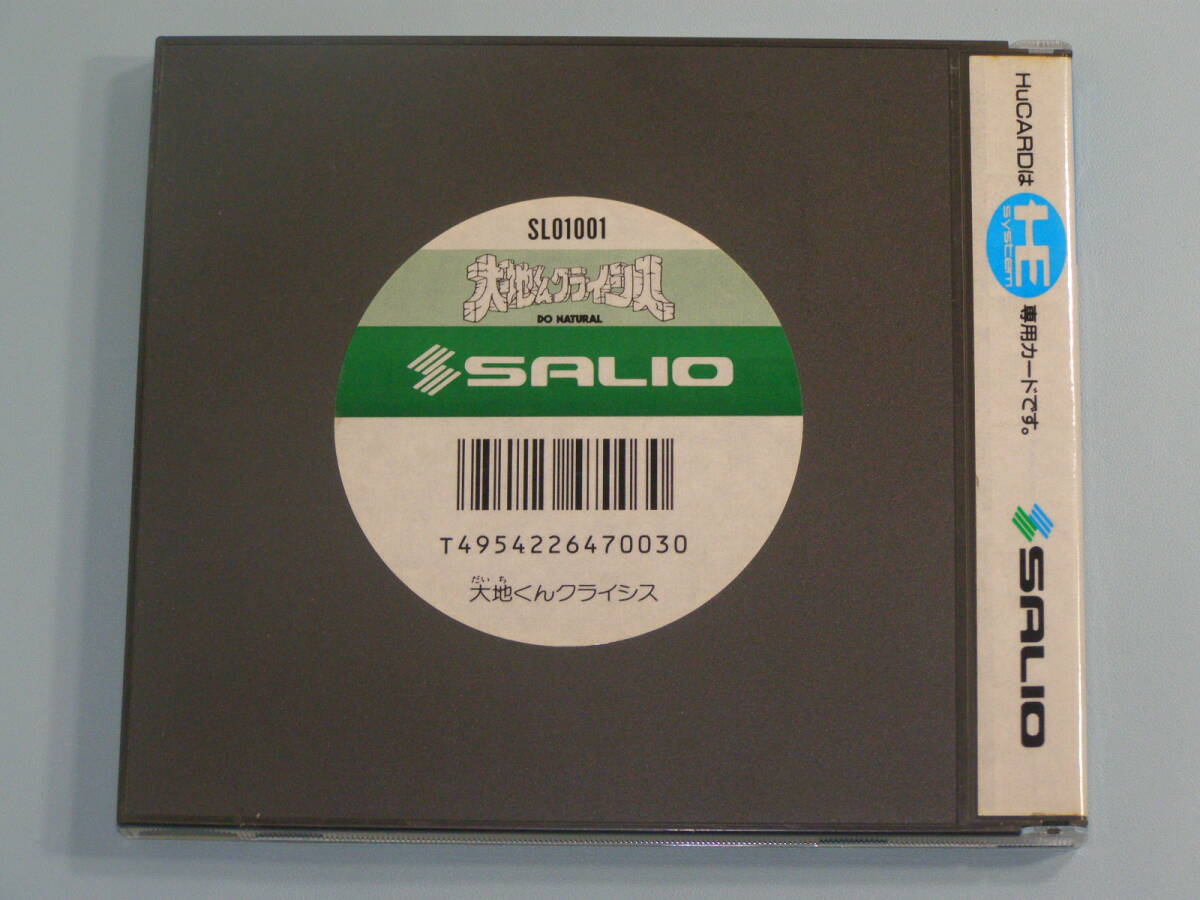 SL01001
大地くんクライシス
DO NATURAL
SALIO
T4954226470030
だい ち
大地くんクライシス
HuCARDは HE system 専用カードです。
SALIO